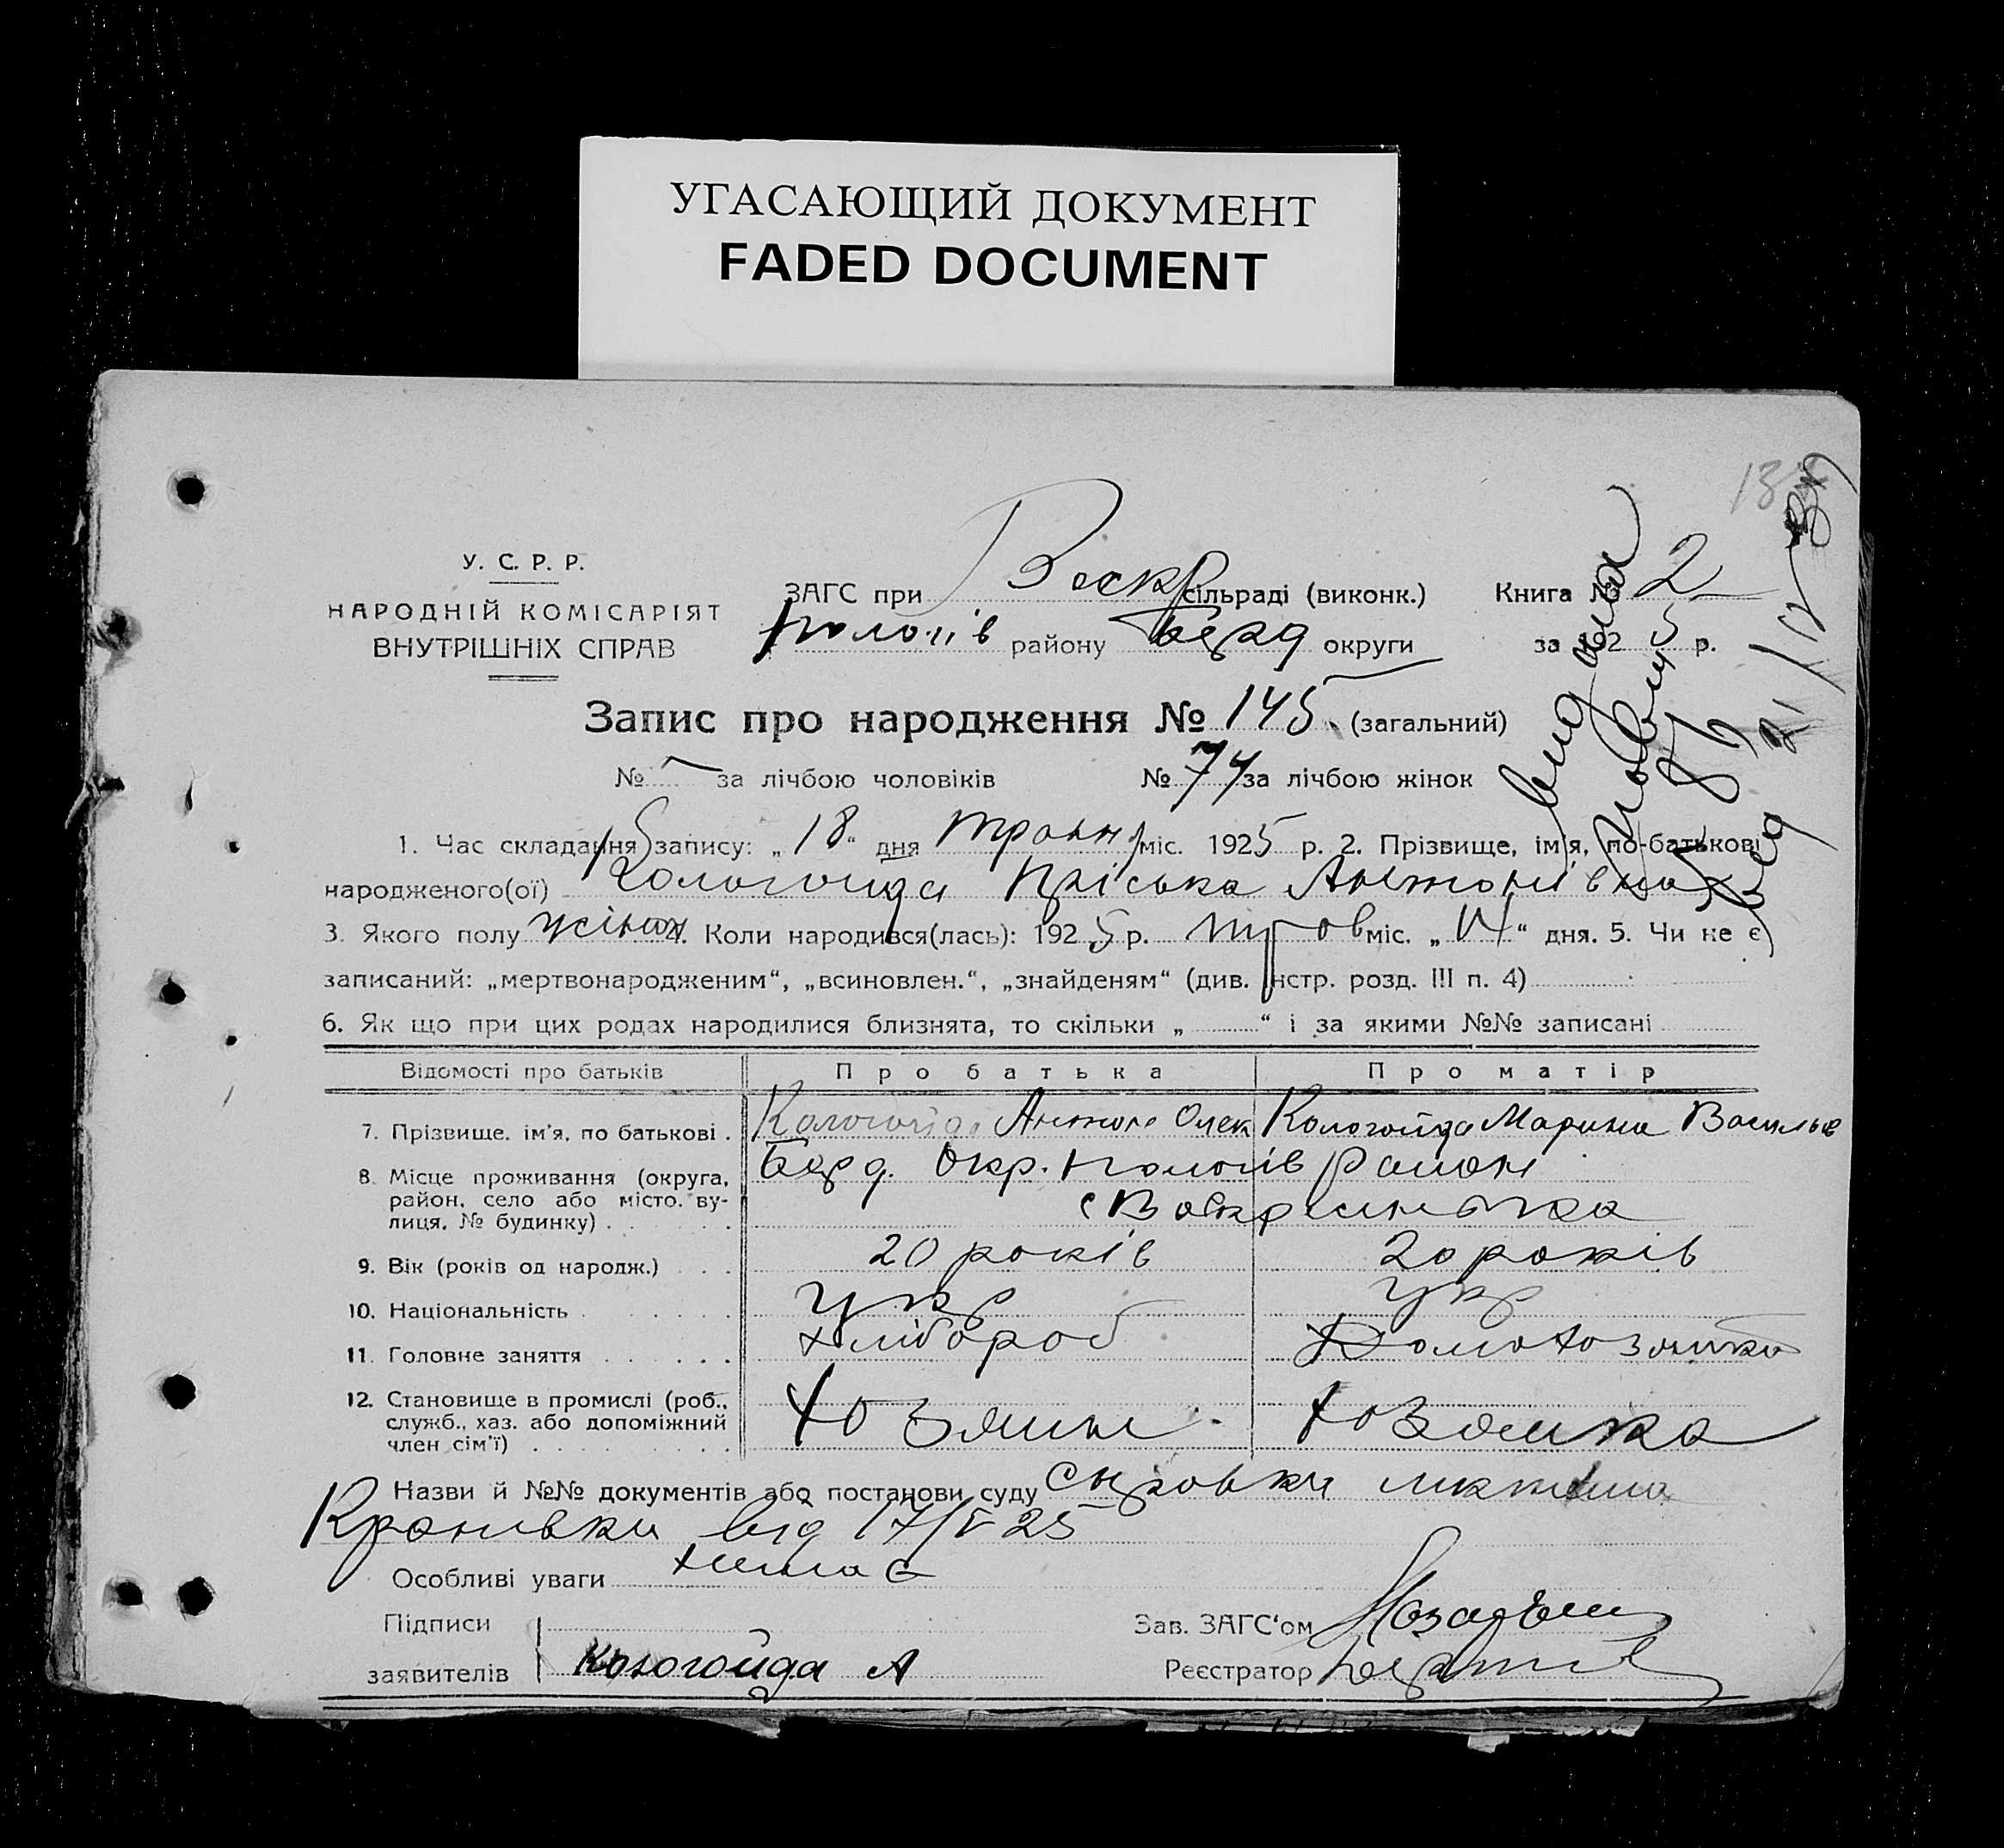 УГАСАЮЩИЙ ДОКУМЕНТ
FADED DOCUMENT
У. С. Р. Р.
НАРОДНІЙ КОМІСАРІЯТ
ВНУТРІШНІХ СПРАВ
ЗАГС при Воскр сільраді (виконк.)
Пологів району Берд округи
Книга № 2
за 1925 р.
Запис про народження № 145 (загальний)
№ — за лічбою чоловіків № 74 за лічбою жінок
1. Час складання запису: „18“ дня травня міс. 1925 р. 2. Прізвище, ім'я, по-батькові
народженого(ої) Кологойда Пріська Антонівна
3. Якого полу жіноч 4. Коли народився(лась): 1925 р. трав міс. „14“ дня. 5. Чи не є
записаний: „мертвонародженим“, „всиновлен.“, „знайденям“ (див. інстр. розд. III п. 4)
6. Як що при цих родах народилися близнята, то скільки „ “ і за якими №№ записані
Відомості про батьків Про батька Про матір
7. Прізвище, ім'я, по батькові. Кологойда Антон Олек Кологойда Марина Васильв
8. Місце проживання (округа, Берд. Окр. Пологів Район
район, село або місто, ву-
лиця, № будинку) с Воскресенька
9. Вік (років од народж.) 20 років 20 років
10. Національність укр укр
11. Головне заняття хлібороб Домохозяйка
12. Становище в промислі (роб.,
служб., хаз. або допоміжний хозяин хозяйка
член сім'ї)
Назви й №№ документів або постанови суду
від 17/V 25
Особливі уваги немає
Підписи
заявителів Кологойда А
Зав. ЗАГС'ом
Реєстратор
видана